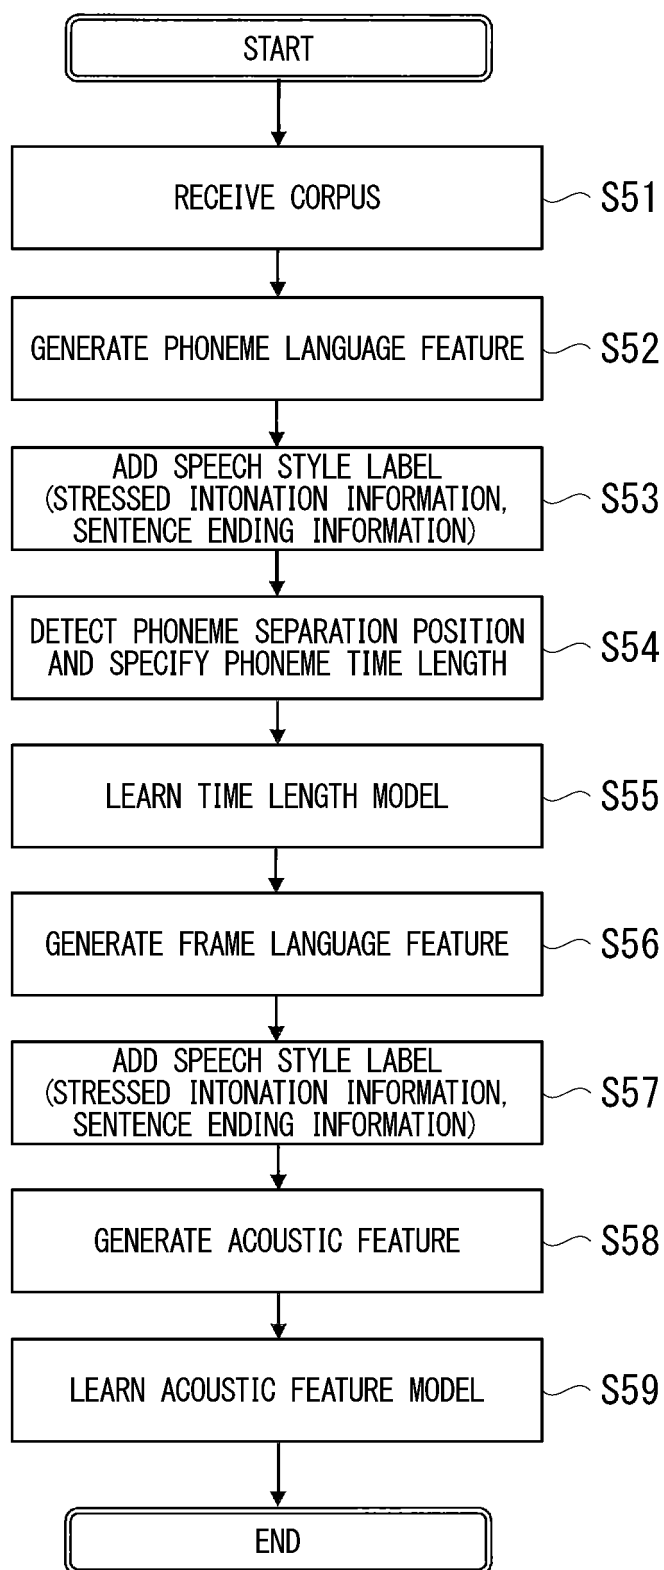 START
RECEIVE CORPUS
S51
GENERATE PHONEME LANGUAGE FEATURE
S52
ADD SPEECH STYLE LABEL
(STRESSED INTONATION INFORMATION,
SENTENCE ENDING INFORMATION)
S53
DETECT PHONEME SEPARATION POSITION
AND SPECIFY PHONEME TIME LENGTH
S54
LEARN TIME LENGTH MODEL
S55
GENERATE FRAME LANGUAGE FEATURE
S56
ADD SPEECH STYLE LABEL
(STRESSED INTONATION INFORMATION,
SENTENCE ENDING INFORMATION)
S57
GENERATE ACOUSTIC FEATURE
S58
LEARN ACOUSTIC FEATURE MODEL
S59
END